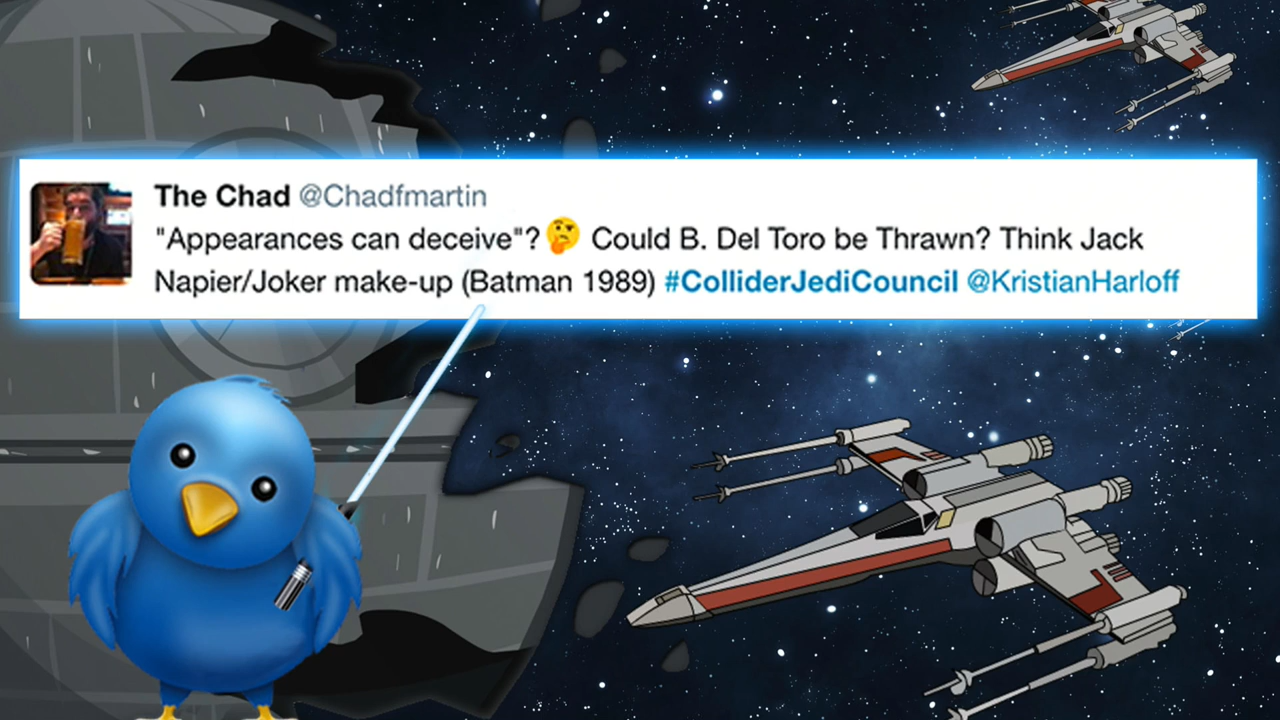 The Chad @Chadfmartin
"Appearances can deceive"?🤔 Could B. Del Toro be Thrawn? Think Jack
Napier/Joker make-up (Batman 1989) #ColliderJediCouncil @KristianHarloff